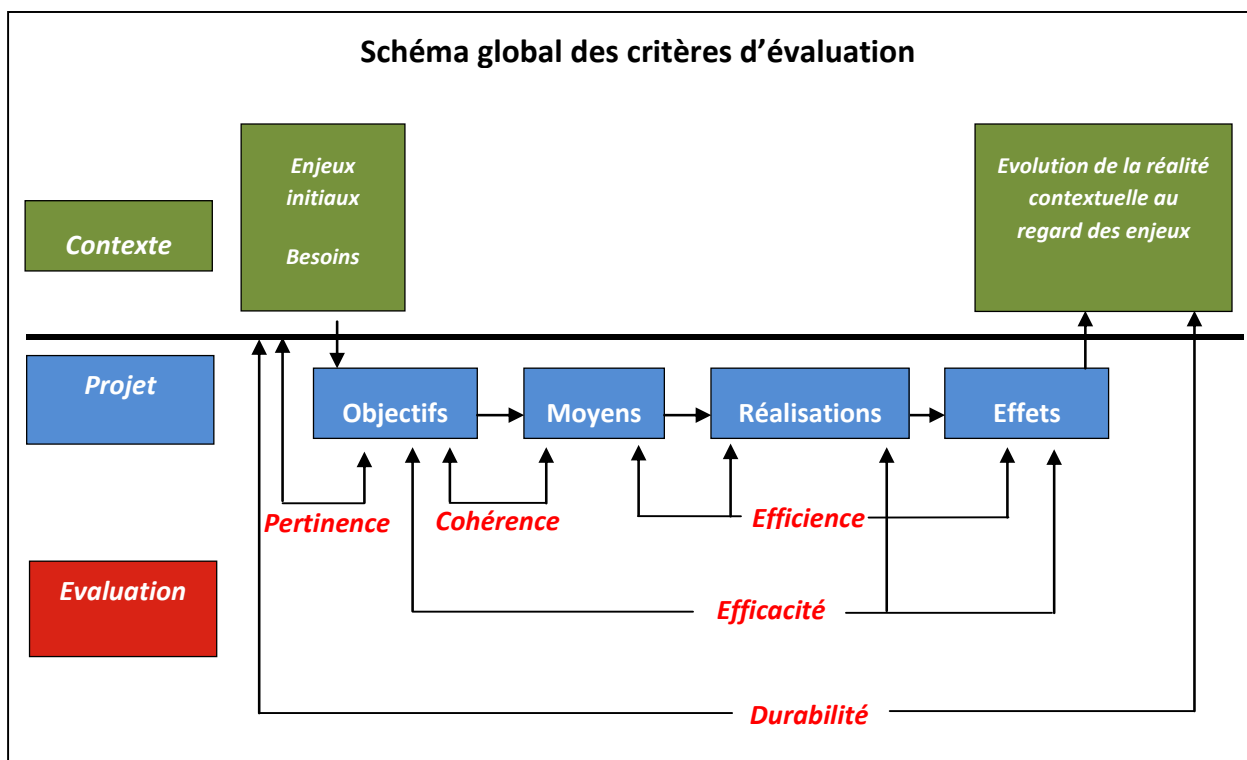 Schéma global des critères d’évaluation
Enjeux
initiaux
Besoins
Evolution de la réalité
contextuelle au
regard des enjeux
Contexte
Projet
Objectifs
Moyens
Réalisations
Effets
Pertinence
Cohérence
Efficience
Evaluation
Efficacité
Durabilité